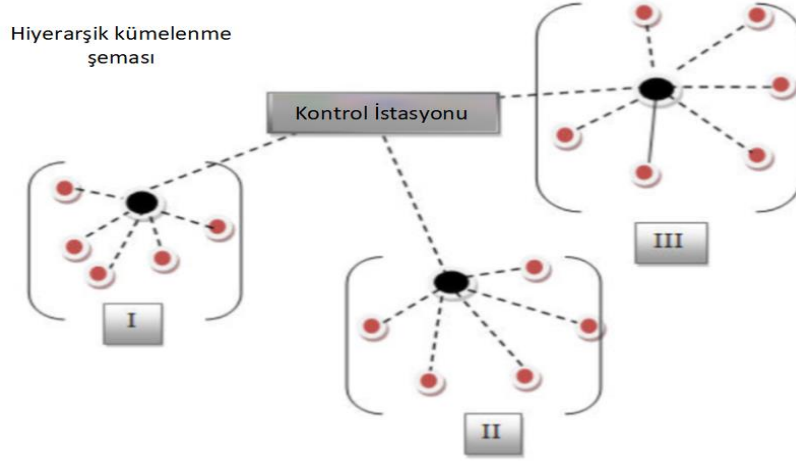 Hiyerarşik kümelenme
şeması
Kontrol İstasyonu
I
II
III